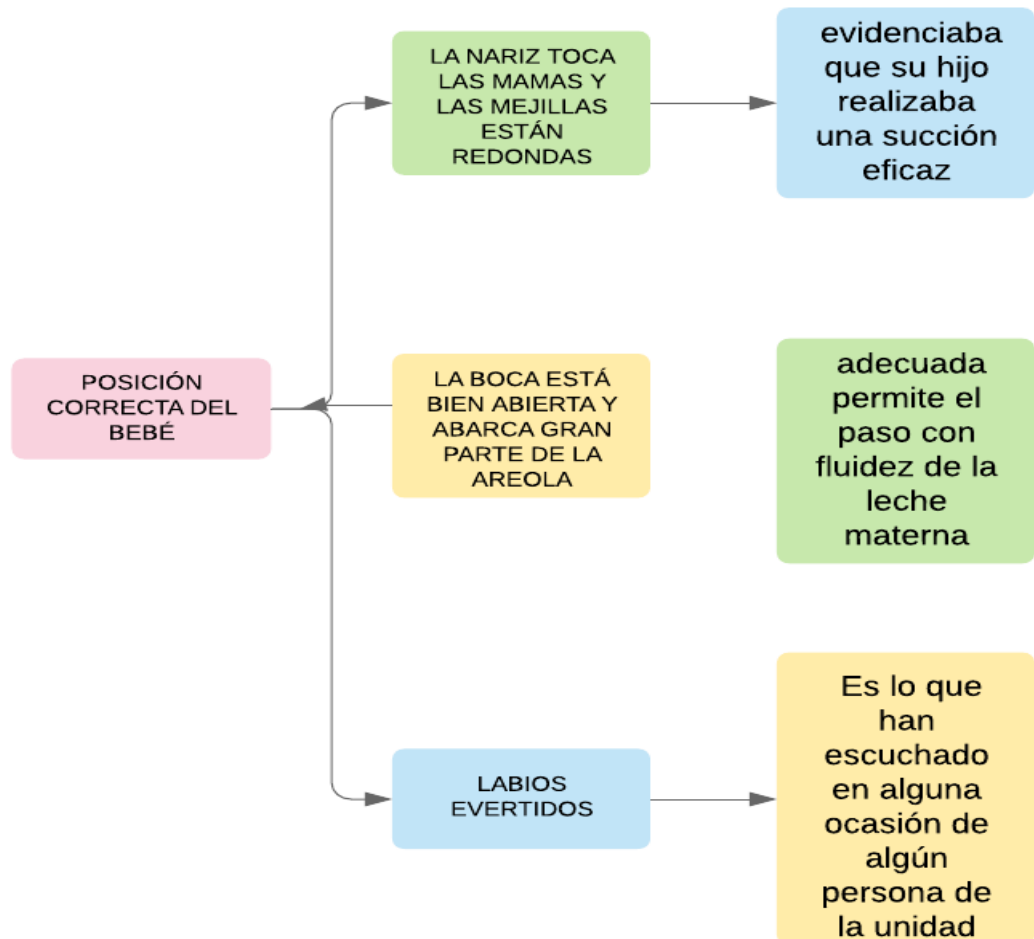 LA NARIZ TOCA
LAS MAMAS Y
LAS MEJILLAS
ESTÁN
REDONDAS
evidenciaba
que su hijo
realizaba
una succión
eficaz
POSICIÓN
CORRECTA DEL
BEBÉ
LA BOCA ESTÁ
BIEN ABIERTA Y
ABARCA GRAN
PARTE DE LA
AREOLA
adecuada
permite el
paso con
fluidez de la
leche
materna
LABIOS
EVERTIDOS
Es lo que
han
escuchado
en alguna
ocasión de
algún
persona de
la unidad